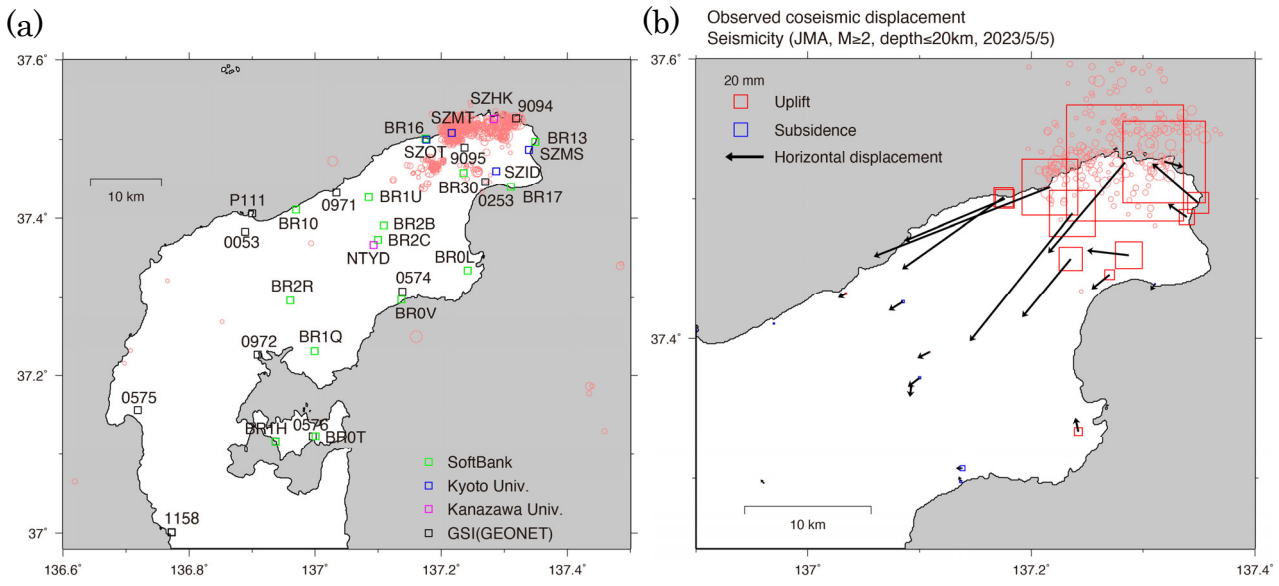 (a)
37.6˚
37.4˚
37.2˚
37˚
136.6˚
136.8˚
137˚
137.2˚
137.4˚
10 km
SZHK
9094
SZMT
BR16
BR13
SZOT
9095
SZMS
SZID
BR30
0253
BR17
P111
0971
BR1U
BR10
0053
BR2B
BR2C
NTYD
BR0L
0574
BR2R
BR0V
0972
BR1Q
0575
0576
BR1H
BR0T
1158
SoftBank
Kyoto Univ.
Kanazawa Univ.
GSI(GEONET)
(b)
Observed coseismic displacement
Seismicity (JMA, M≥2, depth≤20km, 2023/5/5)
37.6˚
37.4˚
20 mm
Uplift
Subsidence
Horizontal displacement
10 km
137˚
137.2˚
137.4˚